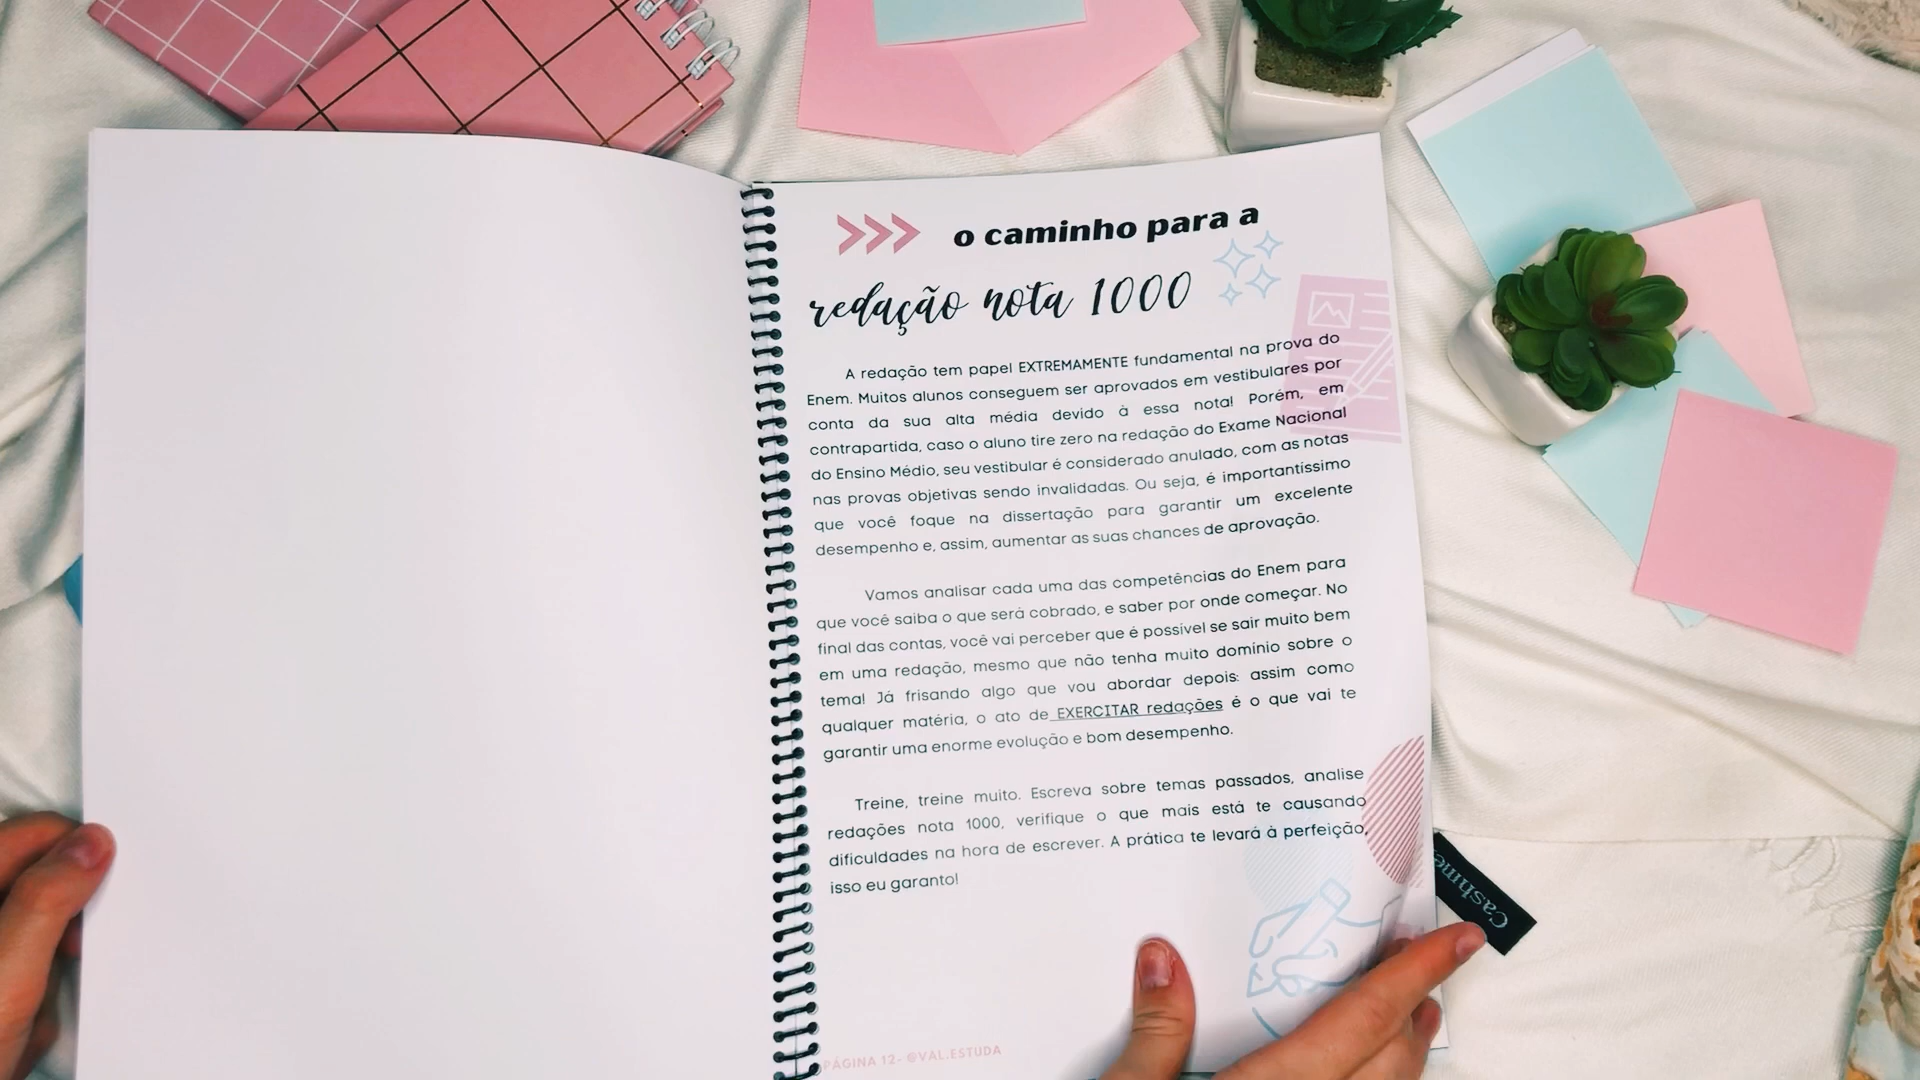 o caminho para a
redação nota 1000
A redação tem papel EXTREMAMENTE fundamental na prova do
Enem. Muitos alunos conseguem ser aprovados em vestibulares por
conta da sua alta média devido à essa nota! Porém, em
contrapartida, caso o aluno tire zero na redação do Exame Nacional
do Ensino Médio, seu vestibular é considerado anulado, com as notas
nas provas objetivas sendo invalidadas. Ou seja, é importantíssimo
que você foque na dissertação para garantir um excelente
desempenho e, assim, aumentar as suas chances de aprovação.
Vamos analisar cada uma das competências do Enem para
que você saiba o que será cobrado, e saber por onde começar. No
final das contas, você vai perceber que é possível se sair muito bem
em uma redação, mesmo que não tenha muito domínio sobre o
tema! Já frisando algo que vou abordar depois: assim como
qualquer matéria, o ato de EXERCITAR redações é o que vai te
garantir uma enorme evolução e bom desempenho.
Treine, treine muito. Escreva sobre temas passados, analise
redações nota 1000, verifique o que mais está te causando
dificuldades na hora de escrever. A prática te levará à perfeição,
isso eu garanto!
PÁGINA 12- @VAL.ESTUDA
Cashme